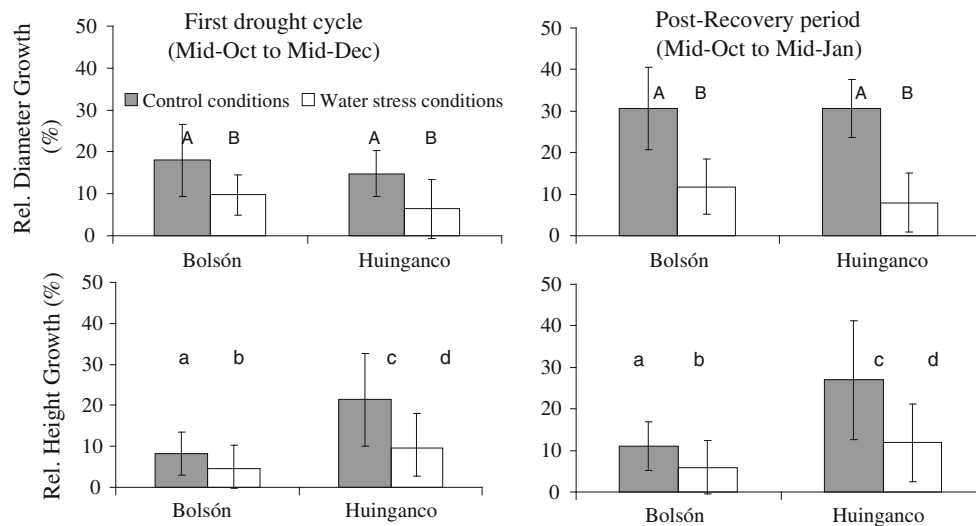 First drought cycle
(Mid-Oct to Mid-Dec)
Rel. Diameter Growth
(%)
50
40
30
20
10
0
Control conditions Water stress conditions
A B A B
Bolsón Huinganco
Post-Recovery period
(Mid-Oct to Mid-Jan)
50
40
30
20
10
0
A B A B
Bolsón Huinganco
Rel. Height Growth (%)
50
40
30
20
10
0
a b c d
Bolsón Huinganco
50
40
30
20
10
0
a b c d
Bolsón Huinganco